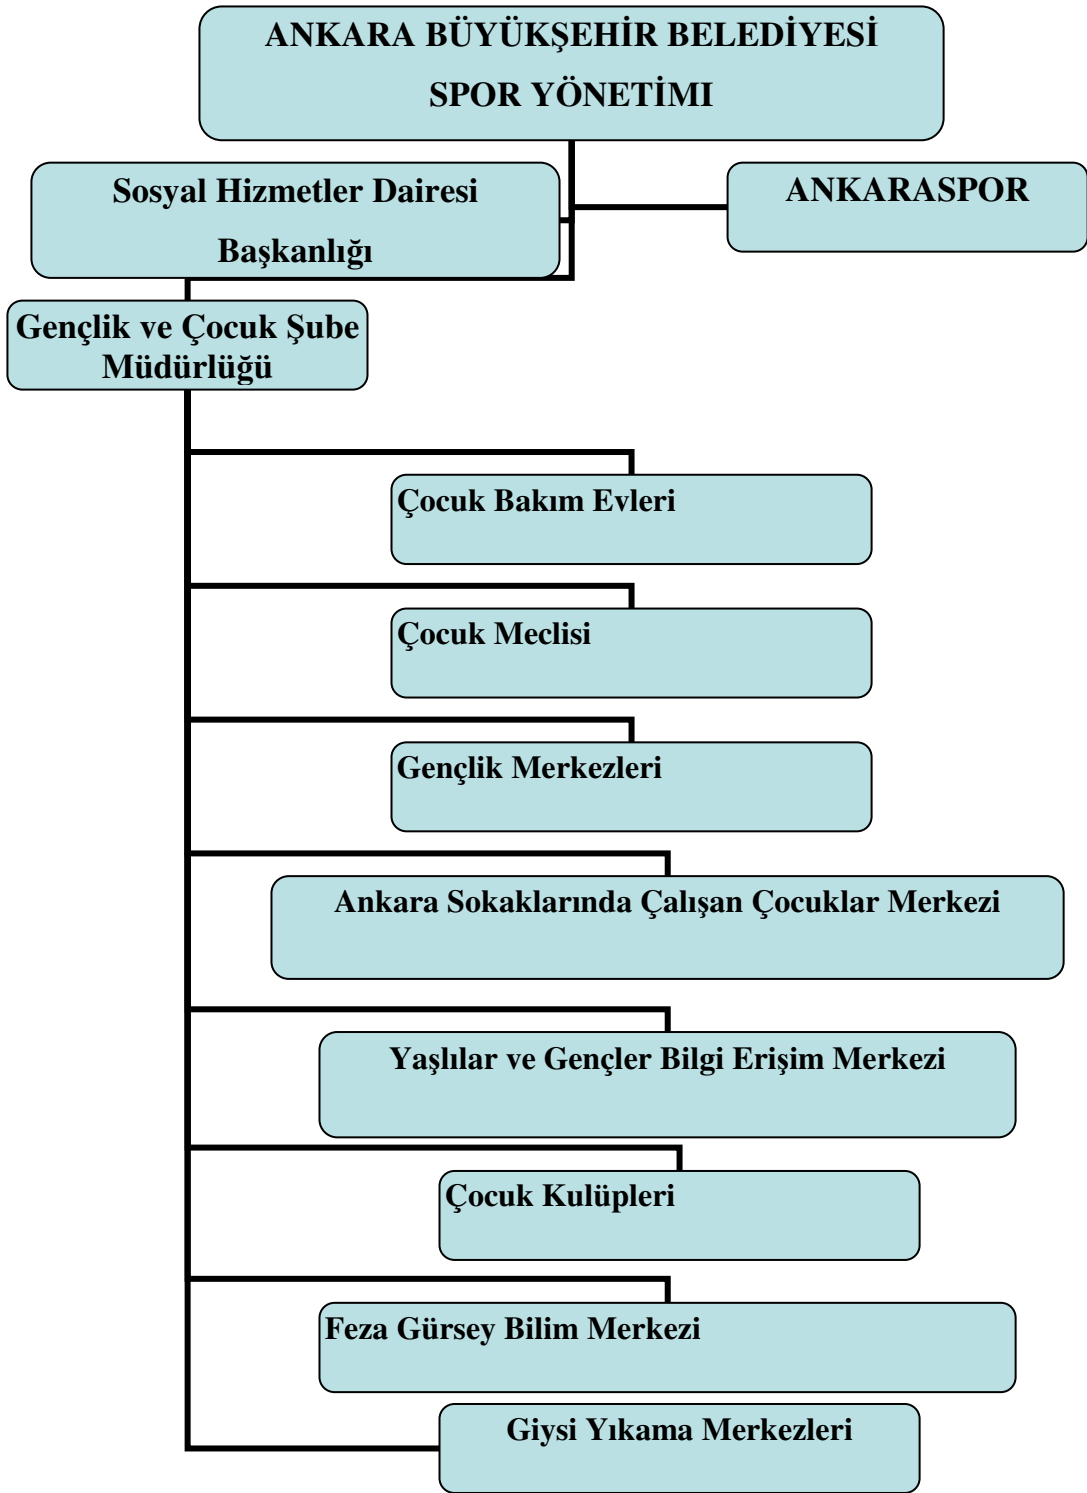 ANKARA BÜYÜKŞEHİR BELEDİYESİ
SPOR YÖNETİMI
Sosyal Hizmetler Dairesi
Başkanlığı
ANKARASPOR
Gençlik ve Çocuk Şube
Müdürlüğü
Çocuk Bakım Evleri
Çocuk Meclisi
Gençlik Merkezleri
Ankara Sokaklarında Çalışan Çocuklar Merkezi
Yaşlılar ve Gençler Bilgi Erişim Merkezi
Çocuk Kulüpleri
Feza Gürsey Bilim Merkezi
Giysi Yıkama Merkezleri